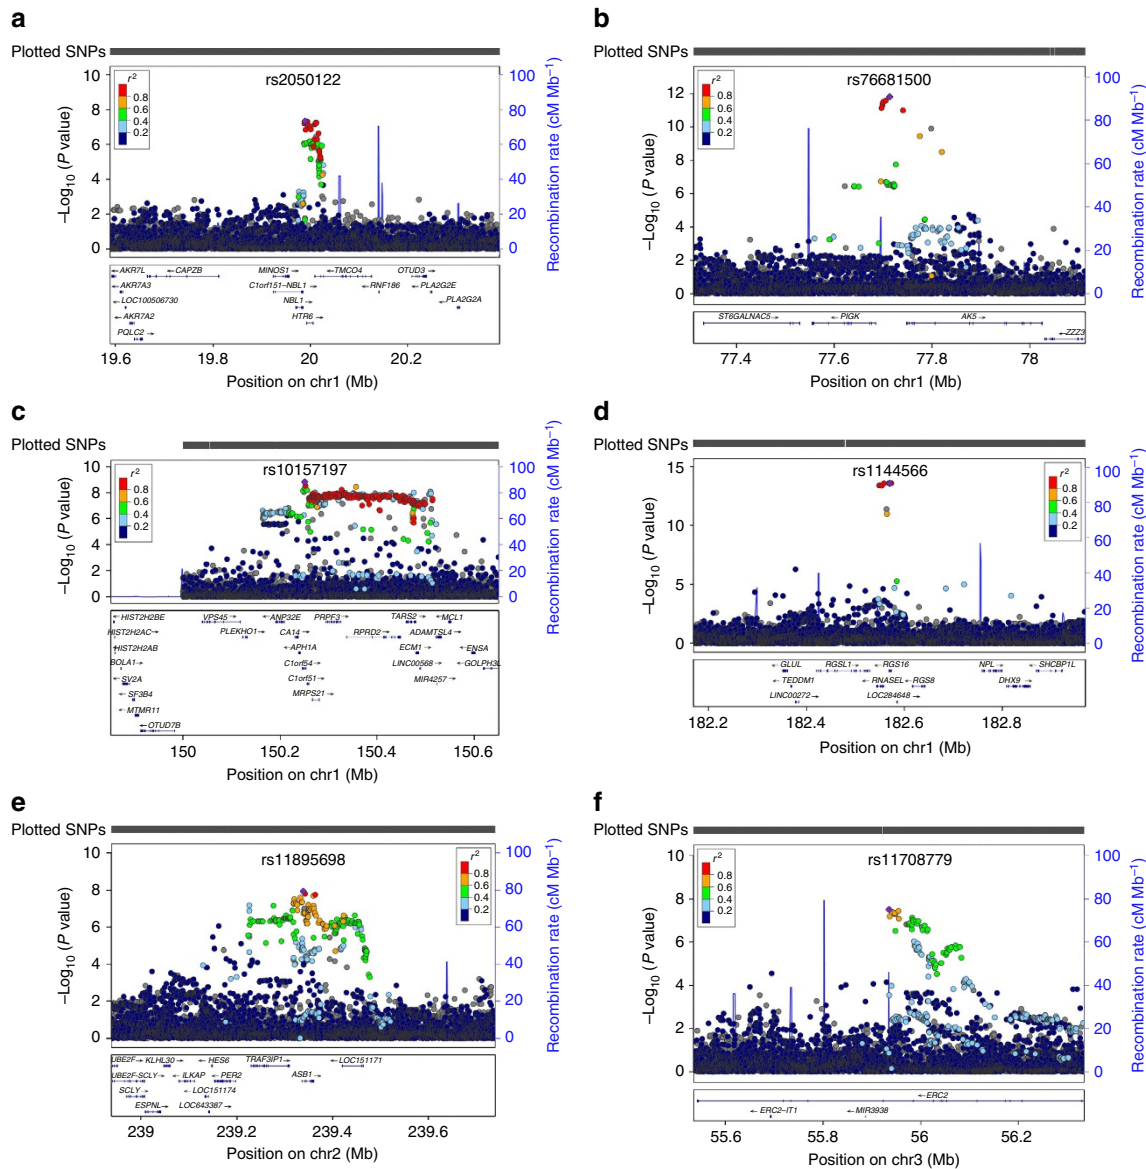 a
Plotted SNPs
rs2050122
r²
0.8
0.6
0.4
0.2
10
8
6
4
2
0
−Log₁₀ (P value)
100
80
60
40
20
0
Recombination rate (cM Mb⁻¹)
←AKR7L ←CAPZB MINOS1→ ←TMCO4 OTUD3→
←AKR7A3 C1orf151−NBL1→ ←RNF186 ←PLA2G2E
←LOC100506730 NBL1→ ←PLA2G2A
←AKR7A2 HTR6→
PQLC2→
19.6 19.8 20 20.2
Position on chr1 (Mb)
b
Plotted SNPs
rs76681500
r²
0.8
0.6
0.4
0.2
12
10
8
6
4
2
0
−Log₁₀ (P value)
100
80
60
40
20
0
Recombination rate (cM Mb⁻¹)
ST6GALNAC5→ ←PIGK AK5→
←ZZZ3
77.4 77.6 77.8 78
Position on chr1 (Mb)
c
Plotted SNPs
rs10157197
r²
0.8
0.6
0.4
0.2
10
8
6
4
2
0
−Log₁₀ (P value)
100
80
60
40
20
0
Recombination rate (cM Mb⁻¹)
←HIST2H2BE VPS45→ ←ANP32E PRPF3→ TARS2→ ←MCL1
HIST2H2AC→ PLEKHO1→ CA14→ RPRD2→ ADAMTSL4→
←HIST2H2AB ←APH1A ECM1→ ←ENSA
BOLA1→ C1orf54→ LINC00568→ ←GOLPH3L
←SV2A C1orf51→ MIR4257→
←SF3B4 MRPS21→
←MTMR11
←OTUD7B
150 150.2 150.4 150.6
Position on chr1 (Mb)
d
Plotted SNPs
rs1144566
r²
0.8
0.6
0.4
0.2
15
10
5
0
−Log₁₀ (P value)
100
80
60
40
20
0
Recombination rate (cM Mb⁻¹)
←GLUL RGSL1→ ←RGS16 NPL→ SHCBP1L
←TEDDM1 ←RNASEL ←RGS8 DHX9→
LINC00272→ LOC284648→
182.2 182.4 182.6 182.8
Position on chr1 (Mb)
e
Plotted SNPs
rs11895698
r²
0.8
0.6
0.4
0.2
10
8
6
4
2
0
−Log₁₀ (P value)
100
80
60
40
20
0
Recombination rate (cM Mb⁻¹)
UBE2F→ KLHL30→ ←HES6 TRAF3IP1→ ←LOC151171
UBE2F-SCLY→ ←ILKAP ←PER2 ASB1→
SCLY→ ←LOC151174
ESPNL→ LOC643387→
239 239.2 239.4 239.6
Position on chr2 (Mb)
f
Plotted SNPs
rs11708779
r²
0.8
0.6
0.4
0.2
10
8
6
4
2
0
−Log₁₀ (P value)
100
80
60
40
20
0
Recombination rate (cM Mb⁻¹)
←ERC2
←ERC2−IT1 ←MIR3938
55.6 55.8 56 56.2
Position on chr3 (Mb)